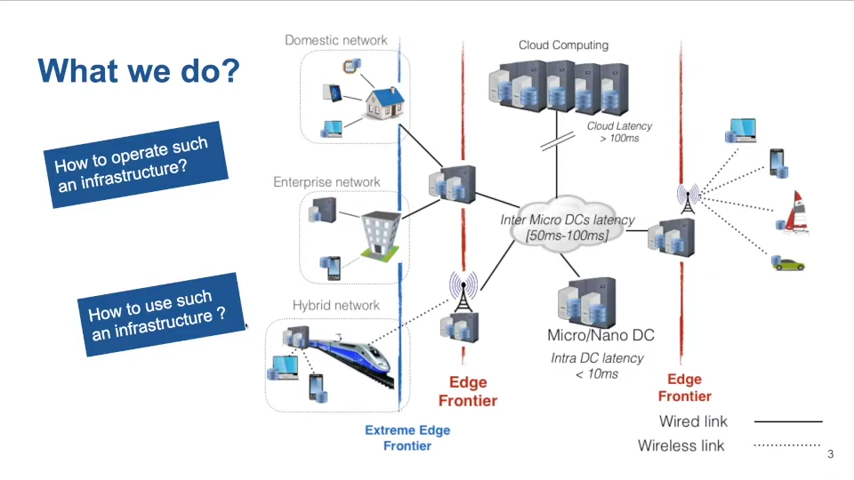 What we do?
How to operate such
an infrastructure?
How to use such
an infrastructure ?
Domestic network
Enterprise network
Hybrid network
Extreme Edge
Frontier
Edge
Frontier
Cloud Computing
Cloud Latency
> 100ms
Inter Micro DCs latency
[50ms-100ms]
Micro/Nano DC
Intra DC latency
< 10ms
Edge
Frontier
Wired link
Wireless link
3